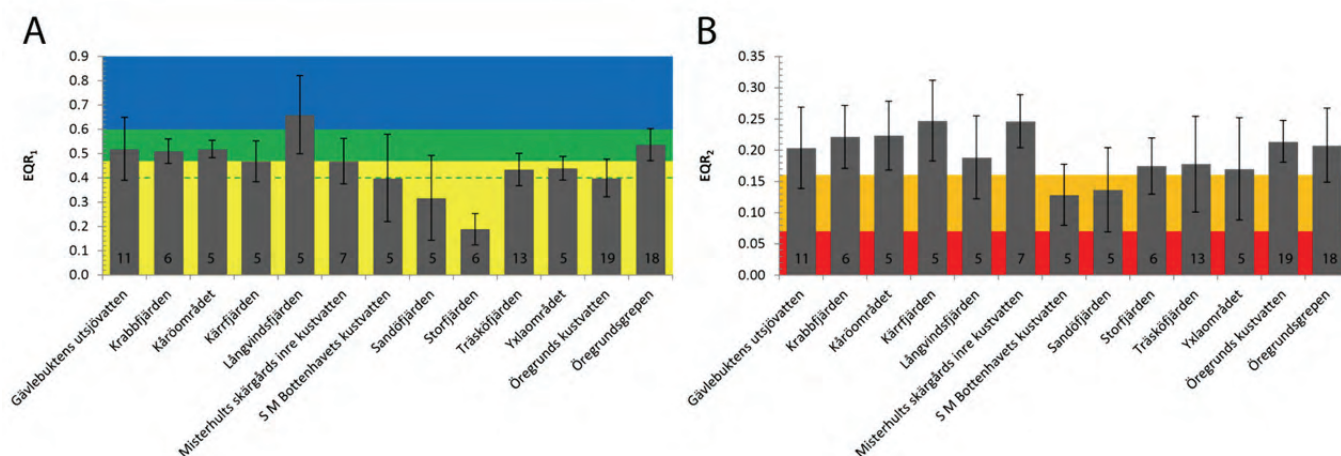 A
B
0.9
0.8
0.7
0.6
0.5
0.4
0.3
0.2
0.1
0.0
EQR1
11 6 5 5 5 7 5 5 6 13 5 19 18
Gävlebuktens utsjövatten
Krabbfjärden
Kåröområdet
Kärrfjärden
Långvindsfjärden
Misterhults skärgårds inre kustvatten
S M Bottenhavets kustvatten
Sandöfjärden
Storfjärden
Träsköfjärden
Yxlaområdet
Öregrunds kustvatten
Öregrundsgrepen
0.35
0.30
0.25
0.20
0.15
0.10
0.05
0.00
EQR2
11 6 5 5 5 7 5 5 6 13 5 19 18
Gävlebuktens utsjövatten
Krabbfjärden
Kåröområdet
Kärrfjärden
Långvindsfjärden
Misterhults skärgårds inre kustvatten
S M Bottenhavets kustvatten
Sandöfjärden
Storfjärden
Träsköfjärden
Yxlaområdet
Öregrunds kustvatten
Öregrundsgrepen